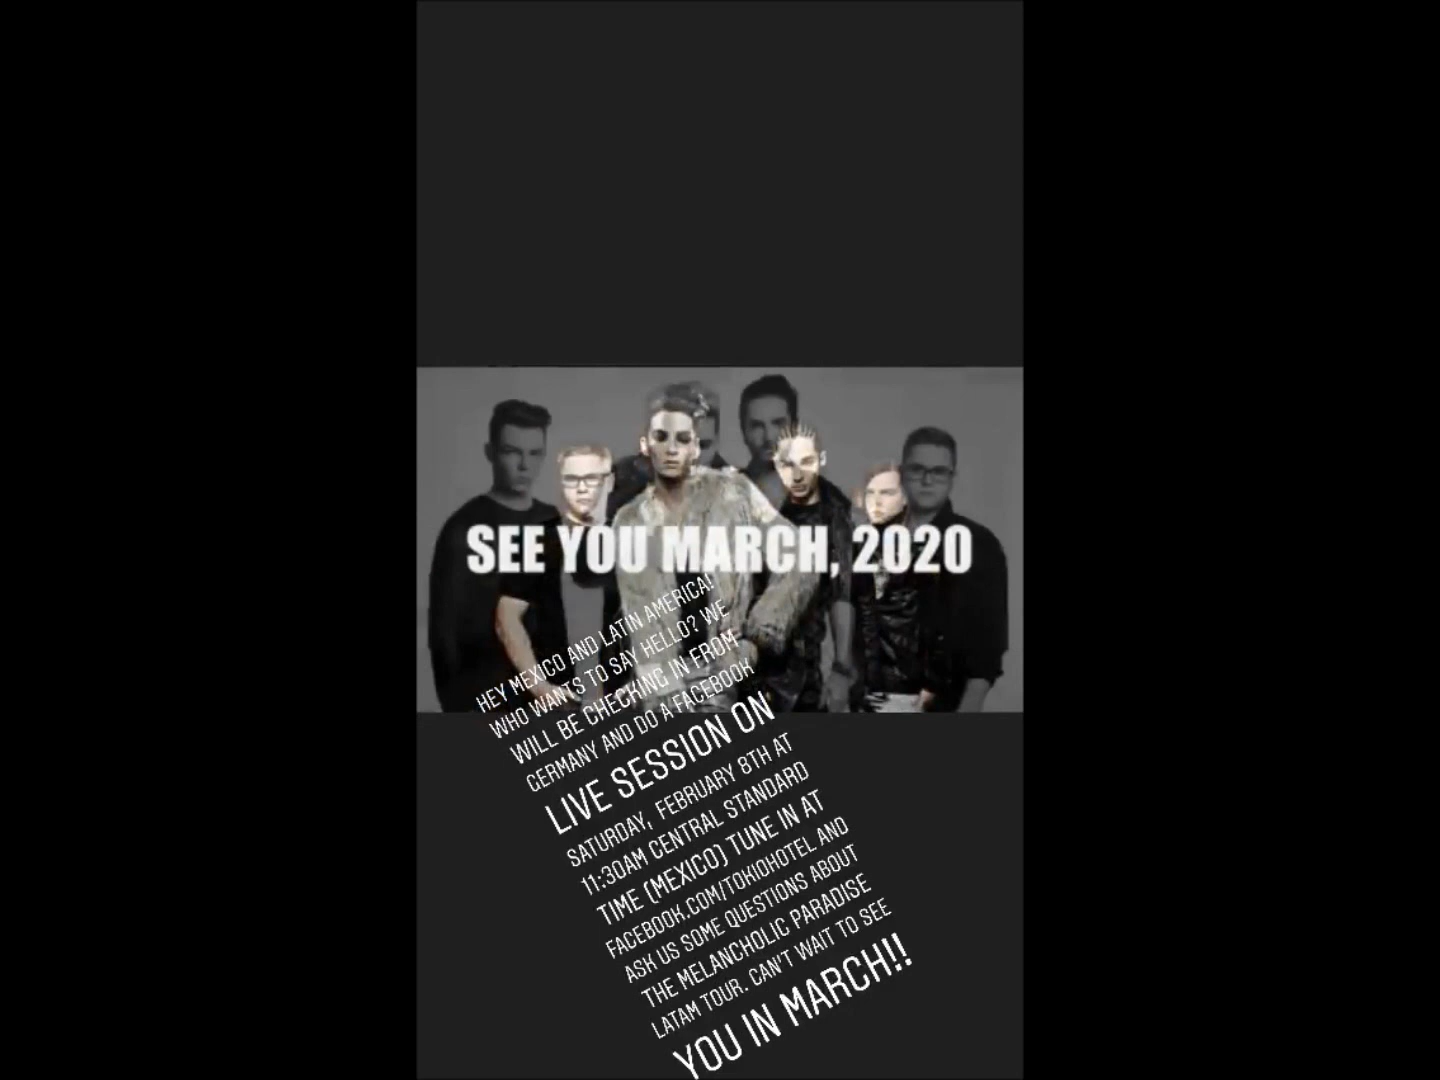 SEE YOU MARCH, 2020
HEY MEXICO AND LATIN AMERICA!
WHO WANTS TO SAY HELLO? WE
WILL BE CHECKING IN FROM
GERMANY AND DO A FACEBOOK
LIVE SESSION ON
SATURDAY, FEBRUARY 8TH AT
11:30AM CENTRAL STANDARD
TIME (MEXICO) TUNE IN AT
FACEBOOK.COM/TOKIOHOTEL AND
ASK US SOME QUESTIONS ABOUT
THE MELANCHOLIC PARADISE
LATAM TOUR. CAN'T WAIT TO SEE
YOU IN MARCH!!